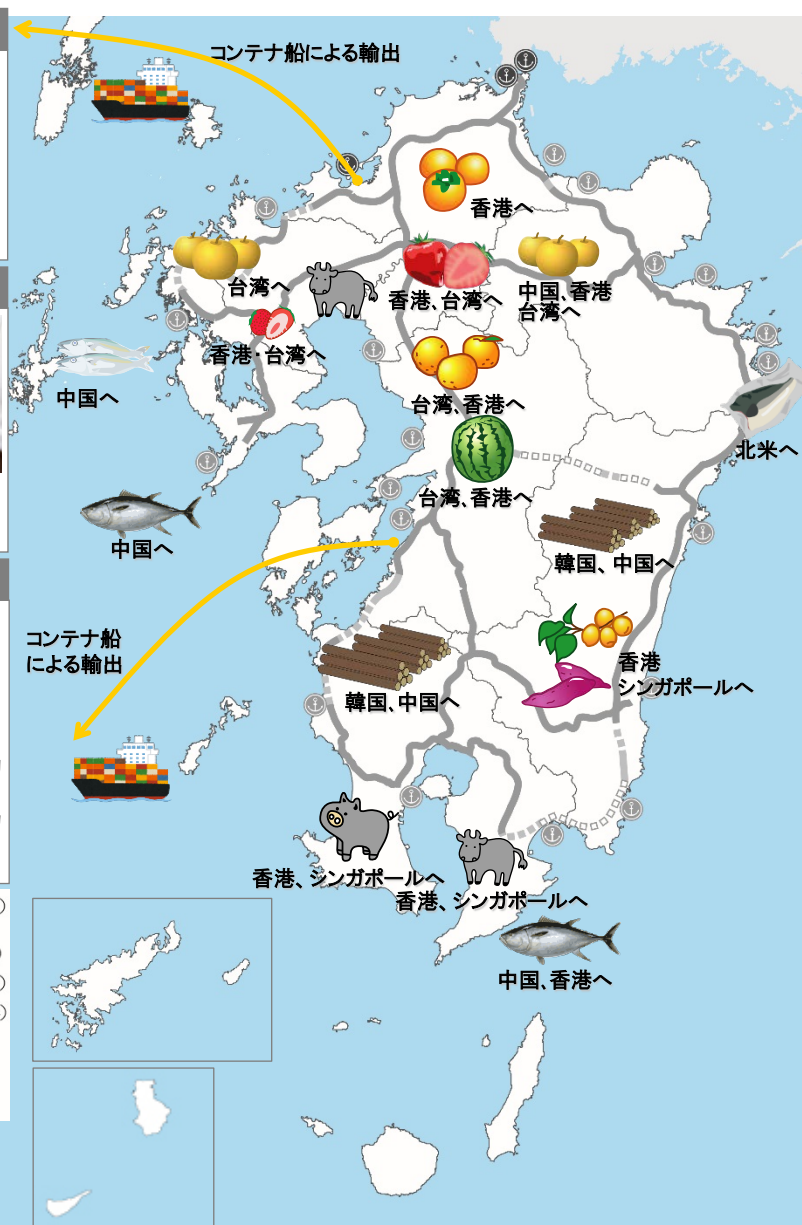 コンテナ船による輸出
香港へ
台湾へ
香港、台湾へ
中国、香港
台湾へ
香港・台湾へ
中国へ
台湾、香港へ
北米へ
台湾、香港へ
中国へ
韓国、中国へ
コンテナ船
による輸出
香港
シンガポールへ
韓国、中国へ
香港、シンガポールへ
香港、シンガポールへ
中国、香港へ